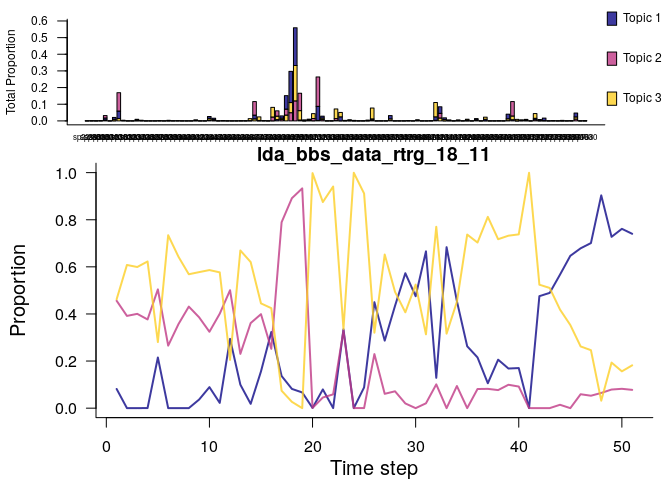 Total Proportion
0.6
0.5
0.4
0.3
0.2
0.1
0.0
Topic 1
Topic 2
Topic 3
lda_bbs_data_rtrg_18_11
Proportion
1.0
0.8
0.6
0.4
0.2
0.0
0 10 20 30 40 50
Time step